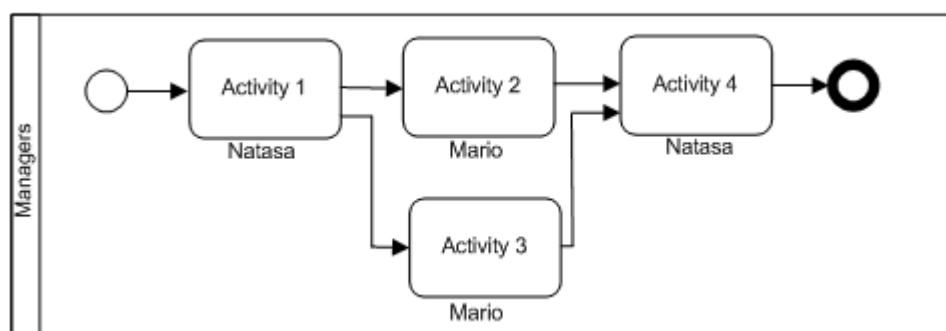 Managers
Activity 1
Natasa
Activity 2
Mario
Activity 3
Mario
Activity 4
Natasa